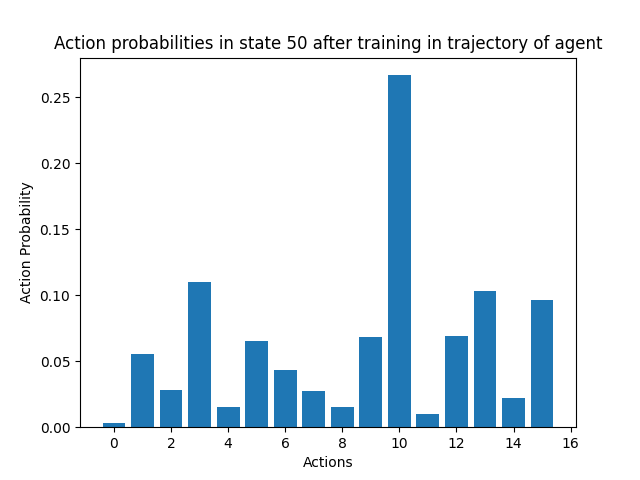 Action probabilities in state 50 after training in trajectory of agent
0.25
0.20
0.15
0.10
0.05
0.00
Action Probability
0 2 4 6 8 10 12 14 16
Actions